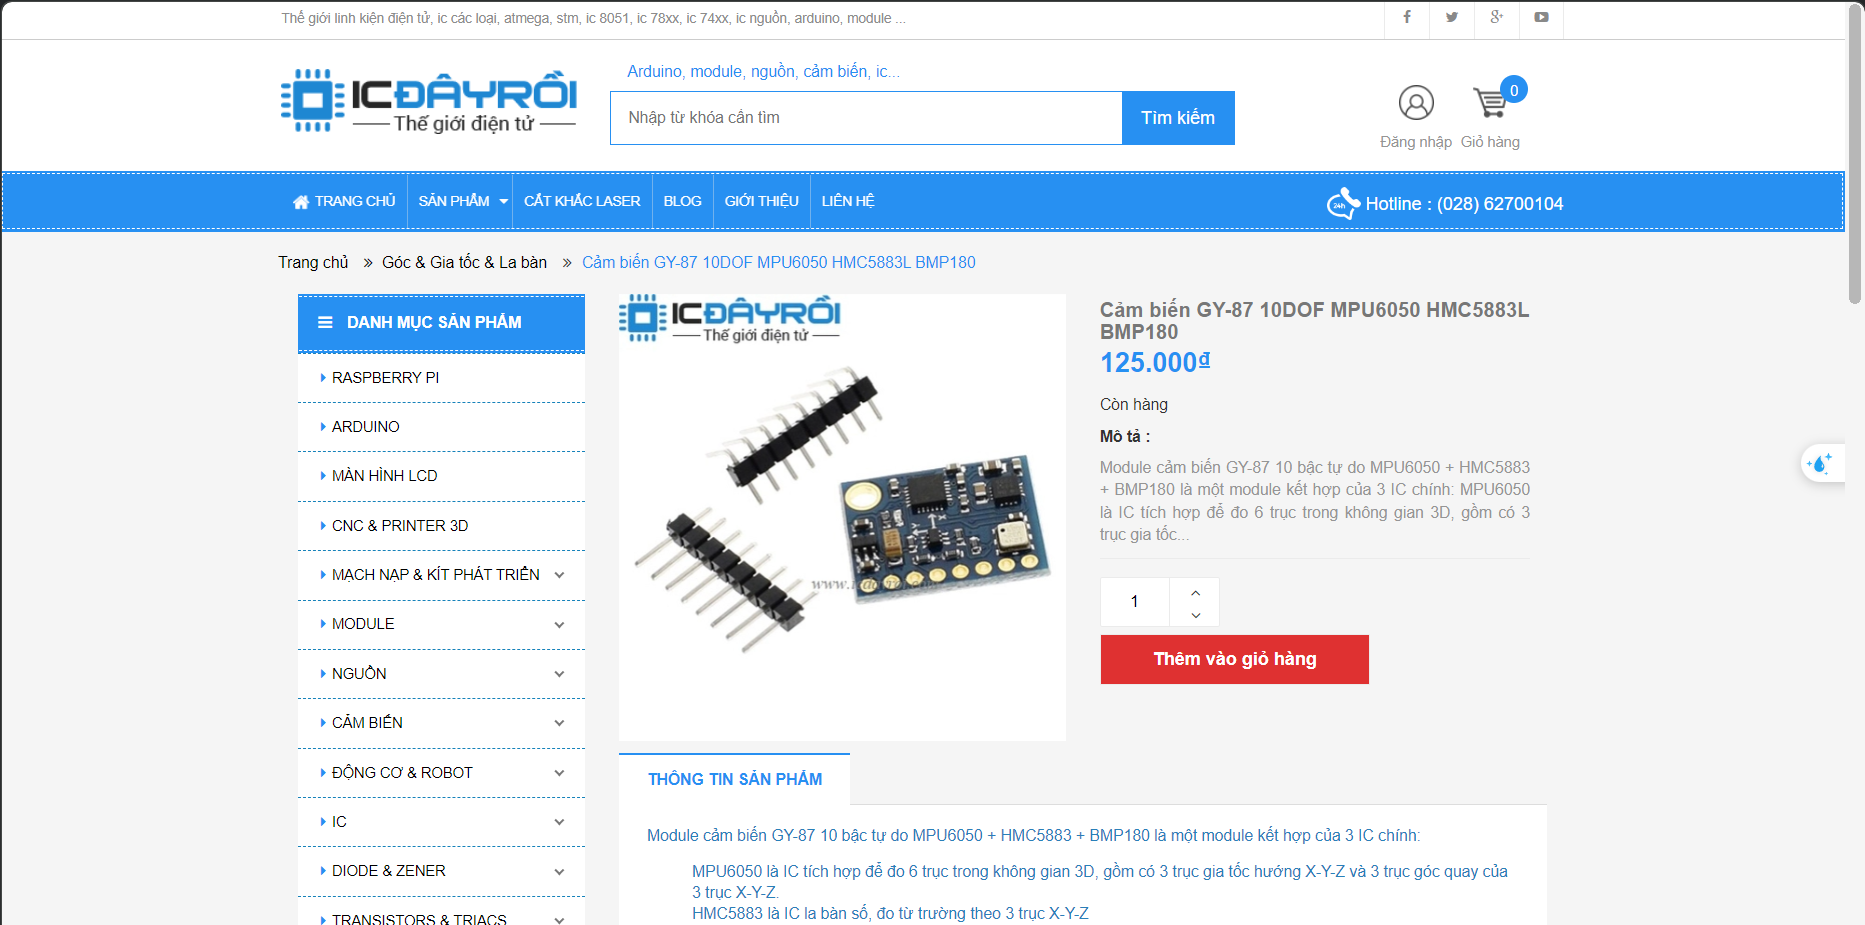 Thế giới linh kiện điện tử, ic các loại, atmega, stm, ic 8051, ic 78xx, ic 74xx, ic nguồn, arduino, module ...
ICĐÂYRỒI
Thế giới điện tử
Arduino, module, nguồn, cảm biến, ic...
Nhập từ khóa cần tìm
Tìm kiếm
0
Đăng nhập
Giỏ hàng
TRANG CHỦ
SẢN PHẨM
CẮT KHẮC LASER
BLOG
GIỚI THIỆU
LIÊN HỆ
24h
Hotline : (028) 62700104
Trang chủ » Góc & Gia tốc & La bàn » Cảm biến GY-87 10DOF MPU6050 HMC5883L BMP180
DANH MỤC SẢN PHẨM
RASPBERRY PI
ARDUINO
MÀN HÌNH LCD
CNC & PRINTER 3D
MẠCH NẠP & KÍT PHÁT TRIỂN
MODULE
NGUỒN
CẢM BIẾN
ĐỘNG CƠ & ROBOT
IC
DIODE & ZENER
TRANSISTORS & TRIACS
ICĐÂYRỒI
Thế giới điện tử
Cảm biến GY-87 10DOF MPU6050 HMC5883L
BMP180
125.000₫
Còn hàng
Mô tả :
Module cảm biến GY-87 10 bậc tự do MPU6050 + HMC5883
+ BMP180 là một module kết hợp của 3 IC chính: MPU6050
là IC tích hợp để đo 6 trục trong không gian 3D, gồm có 3
trục gia tốc...
1
Thêm vào giỏ hàng
THÔNG TIN SẢN PHẨM
Module cảm biến GY-87 10 bậc tự do MPU6050 + HMC5883 + BMP180 là một module kết hợp của 3 IC chính:
MPU6050 là IC tích hợp để đo 6 trục trong không gian 3D, gồm có 3 trục gia tốc hướng X-Y-Z và 3 trục góc quay của
3 trục X-Y-Z.
HMC5883 là IC la bàn số, đo từ trường theo 3 trục X-Y-Z